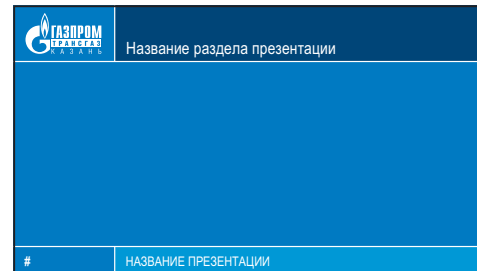 ГАЗПРОМ
ТРАНСГАЗ
КАЗАНЬ
Название раздела презентации
#
НАЗВАНИЕ ПРЕЗЕНТАЦИИ